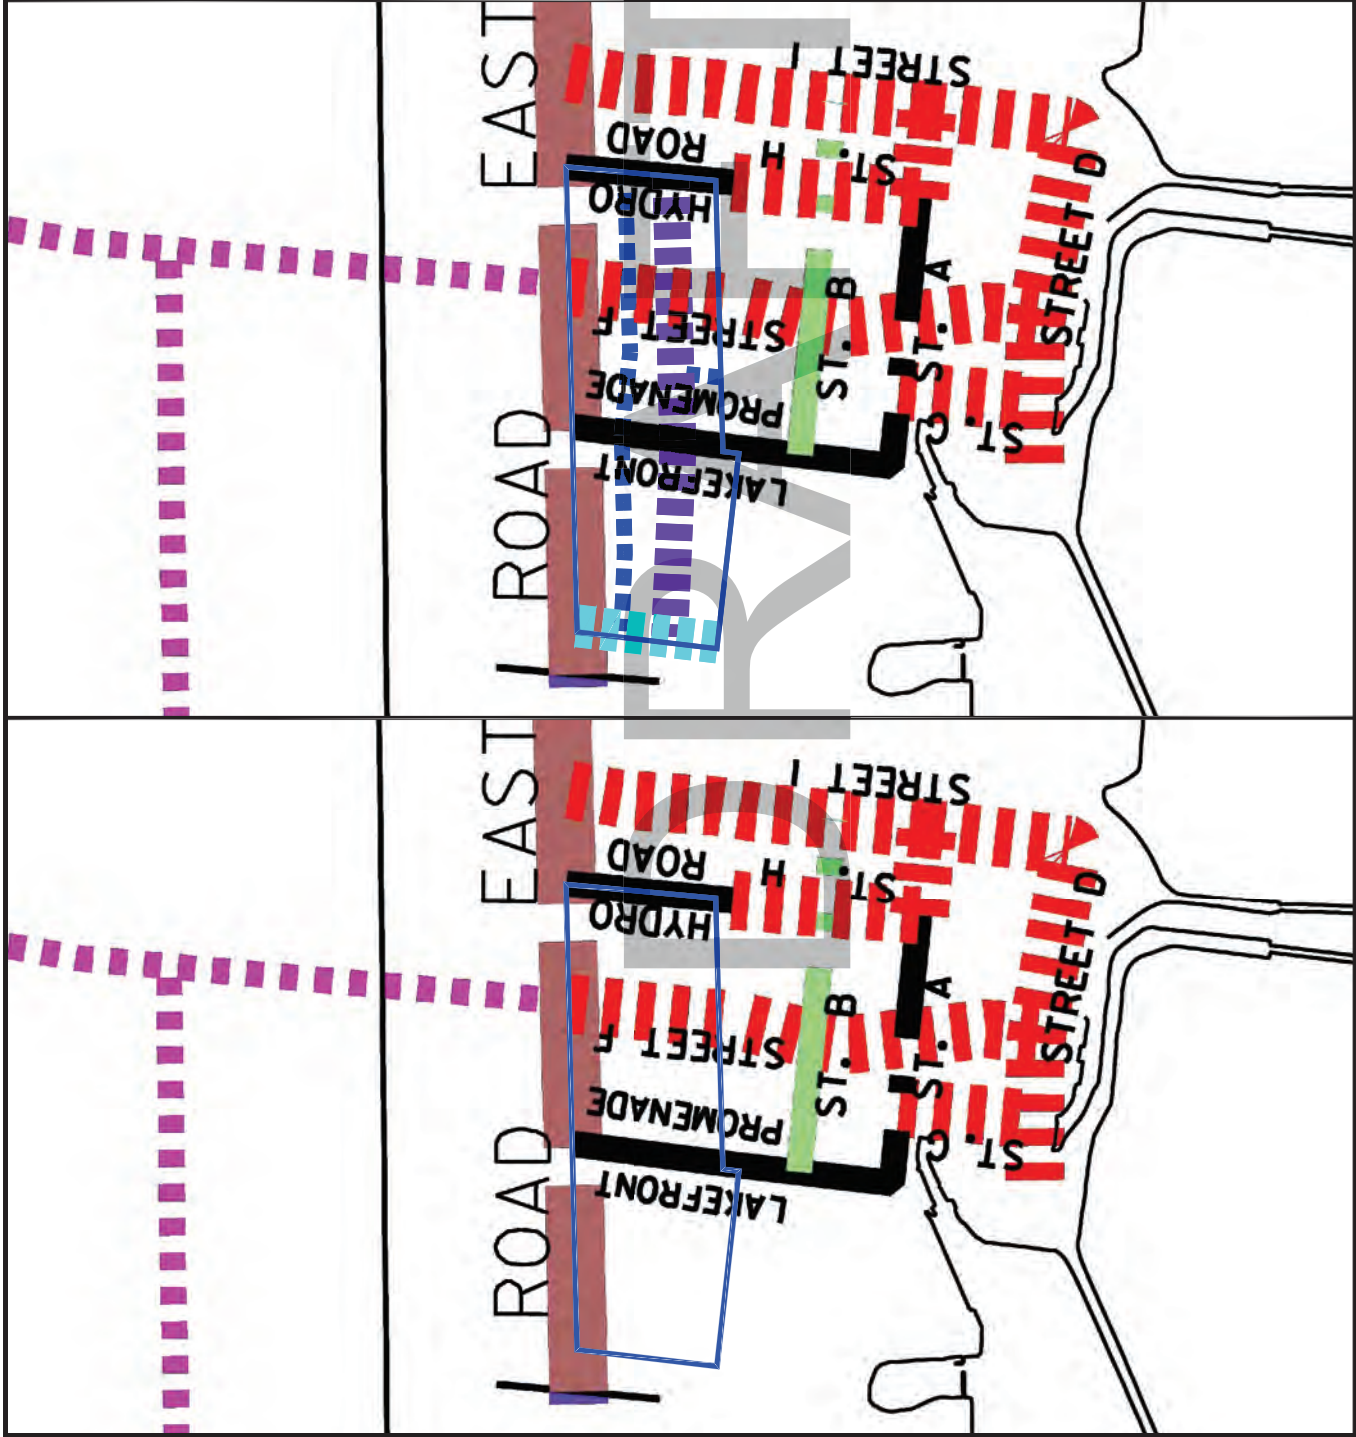 EAST
STREET I
ROAD
ST. H
HYDRO
STREET D
ST. A
ST. B
STREET F
PROMENADE
LAKEFRONT
ST. C
ROAD
EAST
STREET I
ROAD
ST. H
HYDRO
STREET D
ST. A
ST. B
STREET F
PROMENADE
LAKEFRONT
ST. C
ROAD